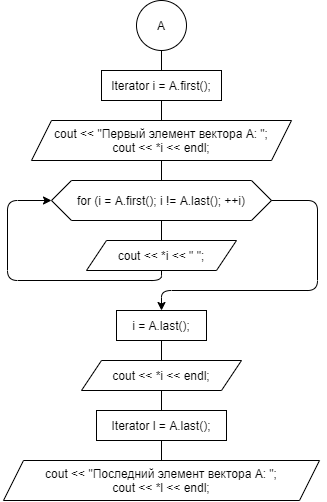 A
Iterator i = A.first();
cout << "Первый элемент вектора A: ";
cout << *i << endl;
for (i = A.first(); i != A.last(); ++i)
cout << *i << " ";
i = A.last();
cout << *i << endl;
Iterator l = A.last();
cout << "Последний элемент вектора A: ";
cout << *l << endl;